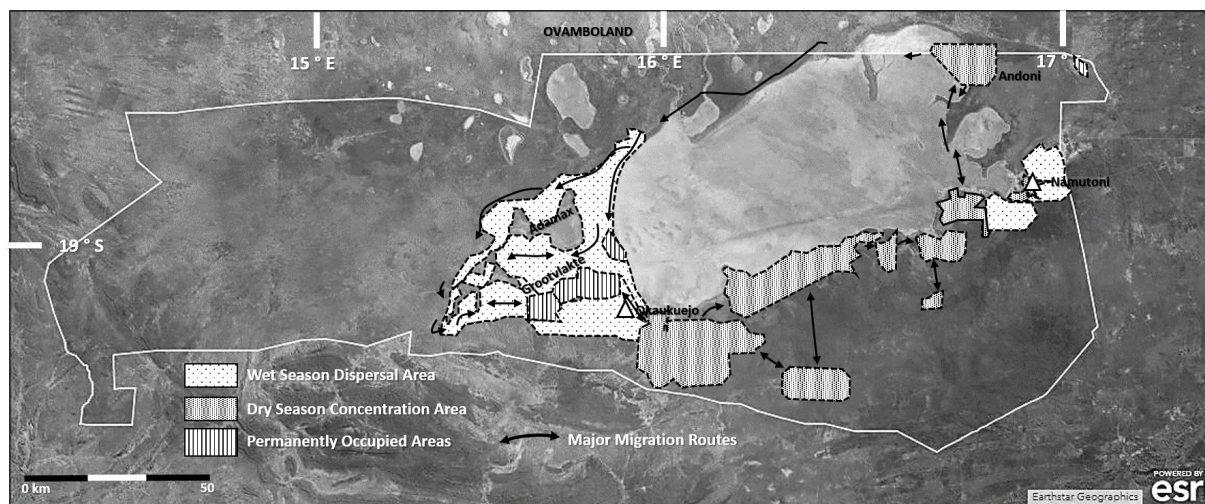 OVAMBOLAND
15 ° E
16 ° E
17 °
Andoni
Namutoni
Adamax
19 ° S
Grootvlakte
Okaukuejo
Wet Season Dispersal Area
Dry Season Concentration Area
Permanently Occupied Areas
Major Migration Routes
0 km
50
Earthstar Geographics
POWERED BY
esr